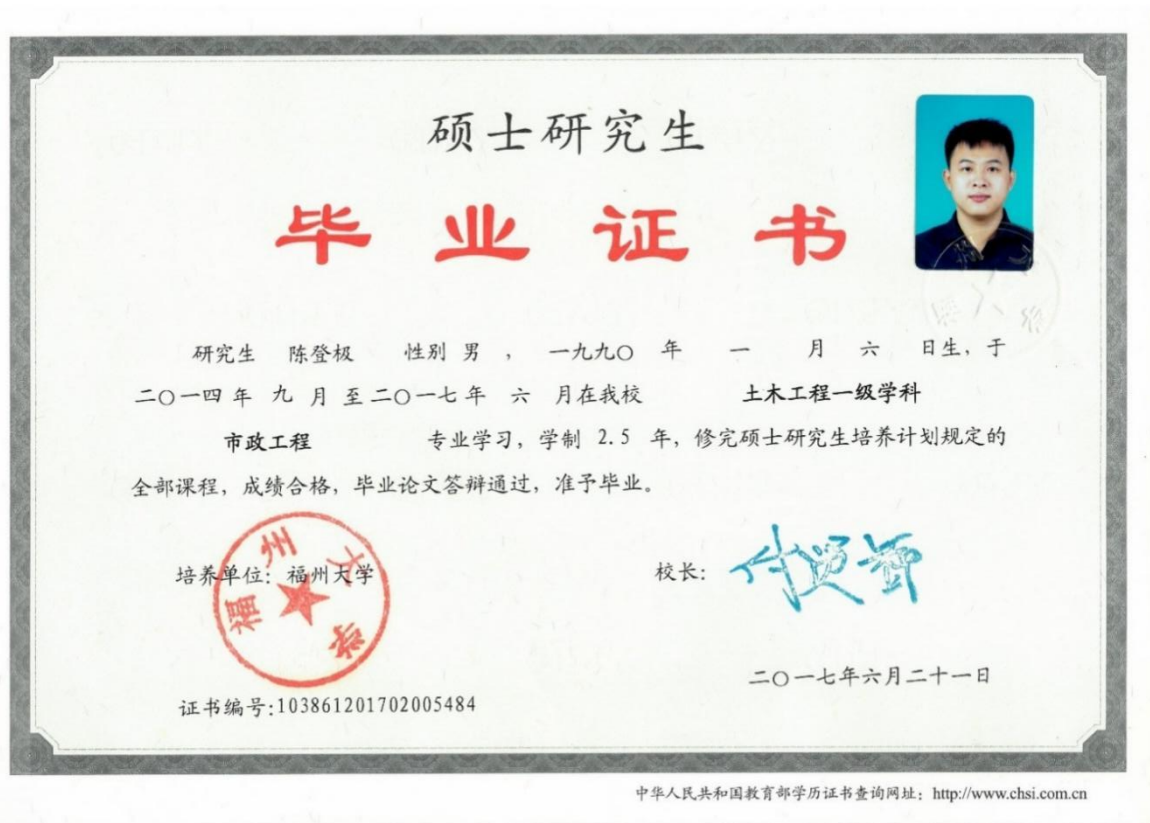 硕士研究生
毕业证书
研究生 陈登极 性别 男 , 一九九〇 年 一 月 六 日生, 于
二〇一四 年 九 月 至 二〇一七 年 六 月在我校 土木工程一级学科
市政工程 专业学习, 学制 2.5 年, 修完硕士研究生培养计划规定的
全部课程, 成绩合格, 毕业论文答辩通过, 准予毕业。
培养单位: 福州大学
福州大学
校长:
二〇一七年六月二十一日
证书编号:103861201702005484
中华人民共和国教育部学历证书查询网址: http://www.chsi.com.cn